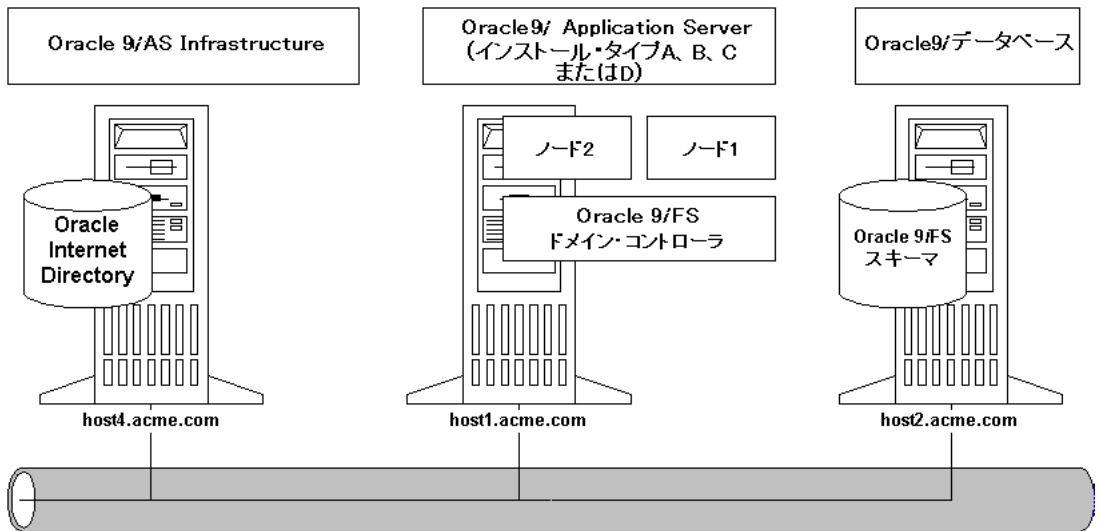 Oracle 9iAS Infrastructure
Oracle9i Application Server
(インストール・タイプA、B、C
またはD)
Oracle9iデータベース
ノード2
ノード1
Oracle 9iFS
ドメイン・コントローラ
Oracle
Internet
Directory
Oracle 9iFS
スキーマ
host4.acme.com
host1.acme.com
host2.acme.com